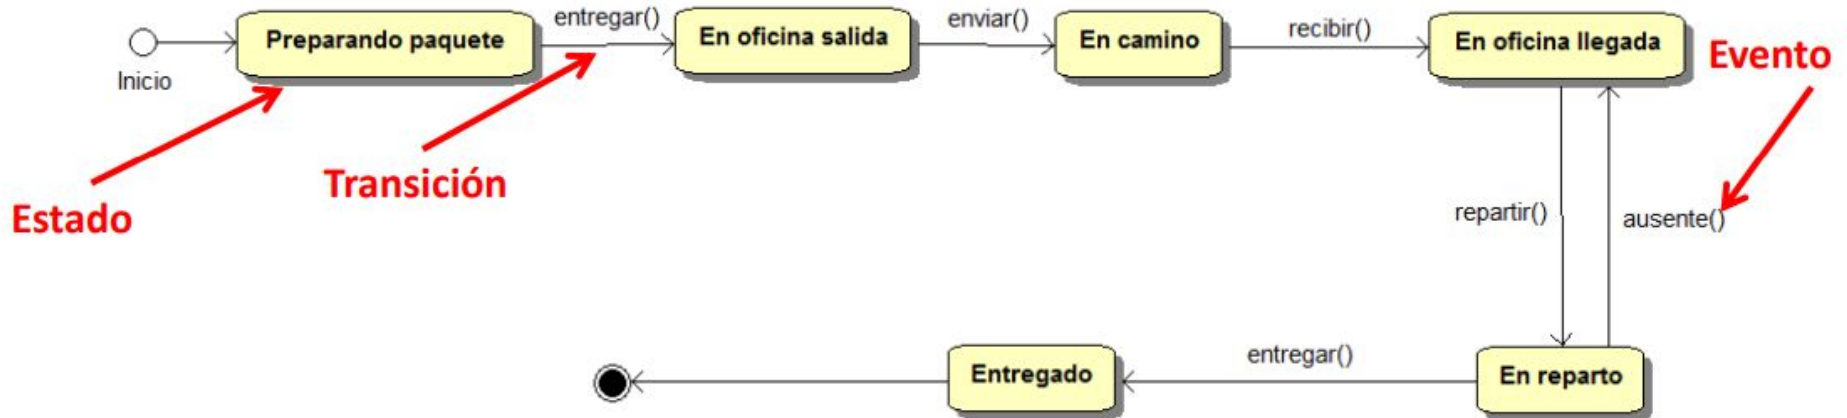 entregar()
enviar()
recibir()
Preparando paquete
En oficina salida
En camino
En oficina llegada
Evento
Inicio
Transición
Estado
repartir()
ausente()
entregar()
Entregado
En reparto